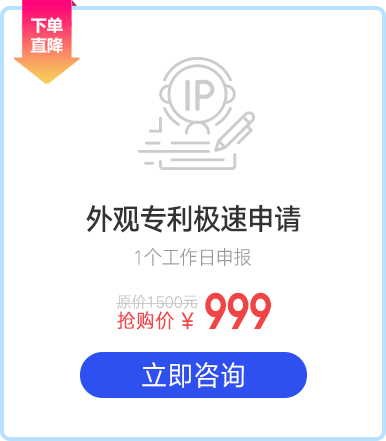 下单
直降
IP
外观专利极速申请
1个工作日申报
原价1500元
抢购价 ¥ 999
立即咨询